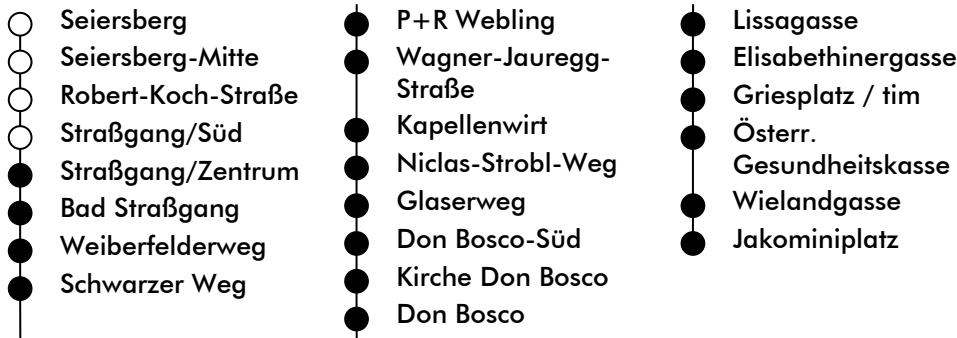 Seiersberg
Seiersberg-Mitte
Robert-Koch-Straße
Straßgang/Süd
Straßgang/Zentrum
Bad Straßgang
Weiberfelderweg
Schwarzer Weg
P+R Webling
Wagner-Jauregg-
Straße
Kapellenwirt
Niclas-Strobl-Weg
Glaserweg
Don Bosco-Süd
Kirche Don Bosco
Don Bosco
Lissagasse
Elisabethinergasse
Griesplatz / tim
Österr.
Gesundheitskasse
Wielandgasse
Jakominiplatz